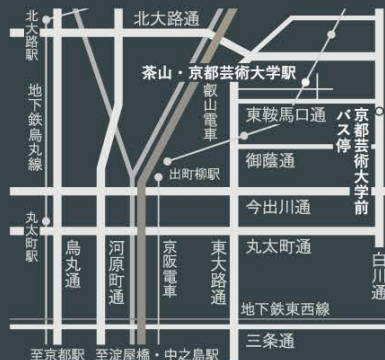 北大路駅
北大路通
茶山・京都芸術大学駅
叡山電車
地下鉄烏丸線
東鞍馬口通
京都芸術大学前
バス停
御蔭通
出町柳駅
今出川通
丸太町駅
烏丸通
河原町通
京阪電車
東大路通
丸太町通
白川通
地下鉄東西線
三条通
至京都駅
至淀屋橋・中之島駅